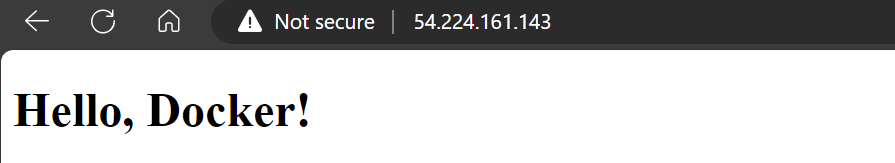 Not secure 54.224.161.143
Hello, Docker!